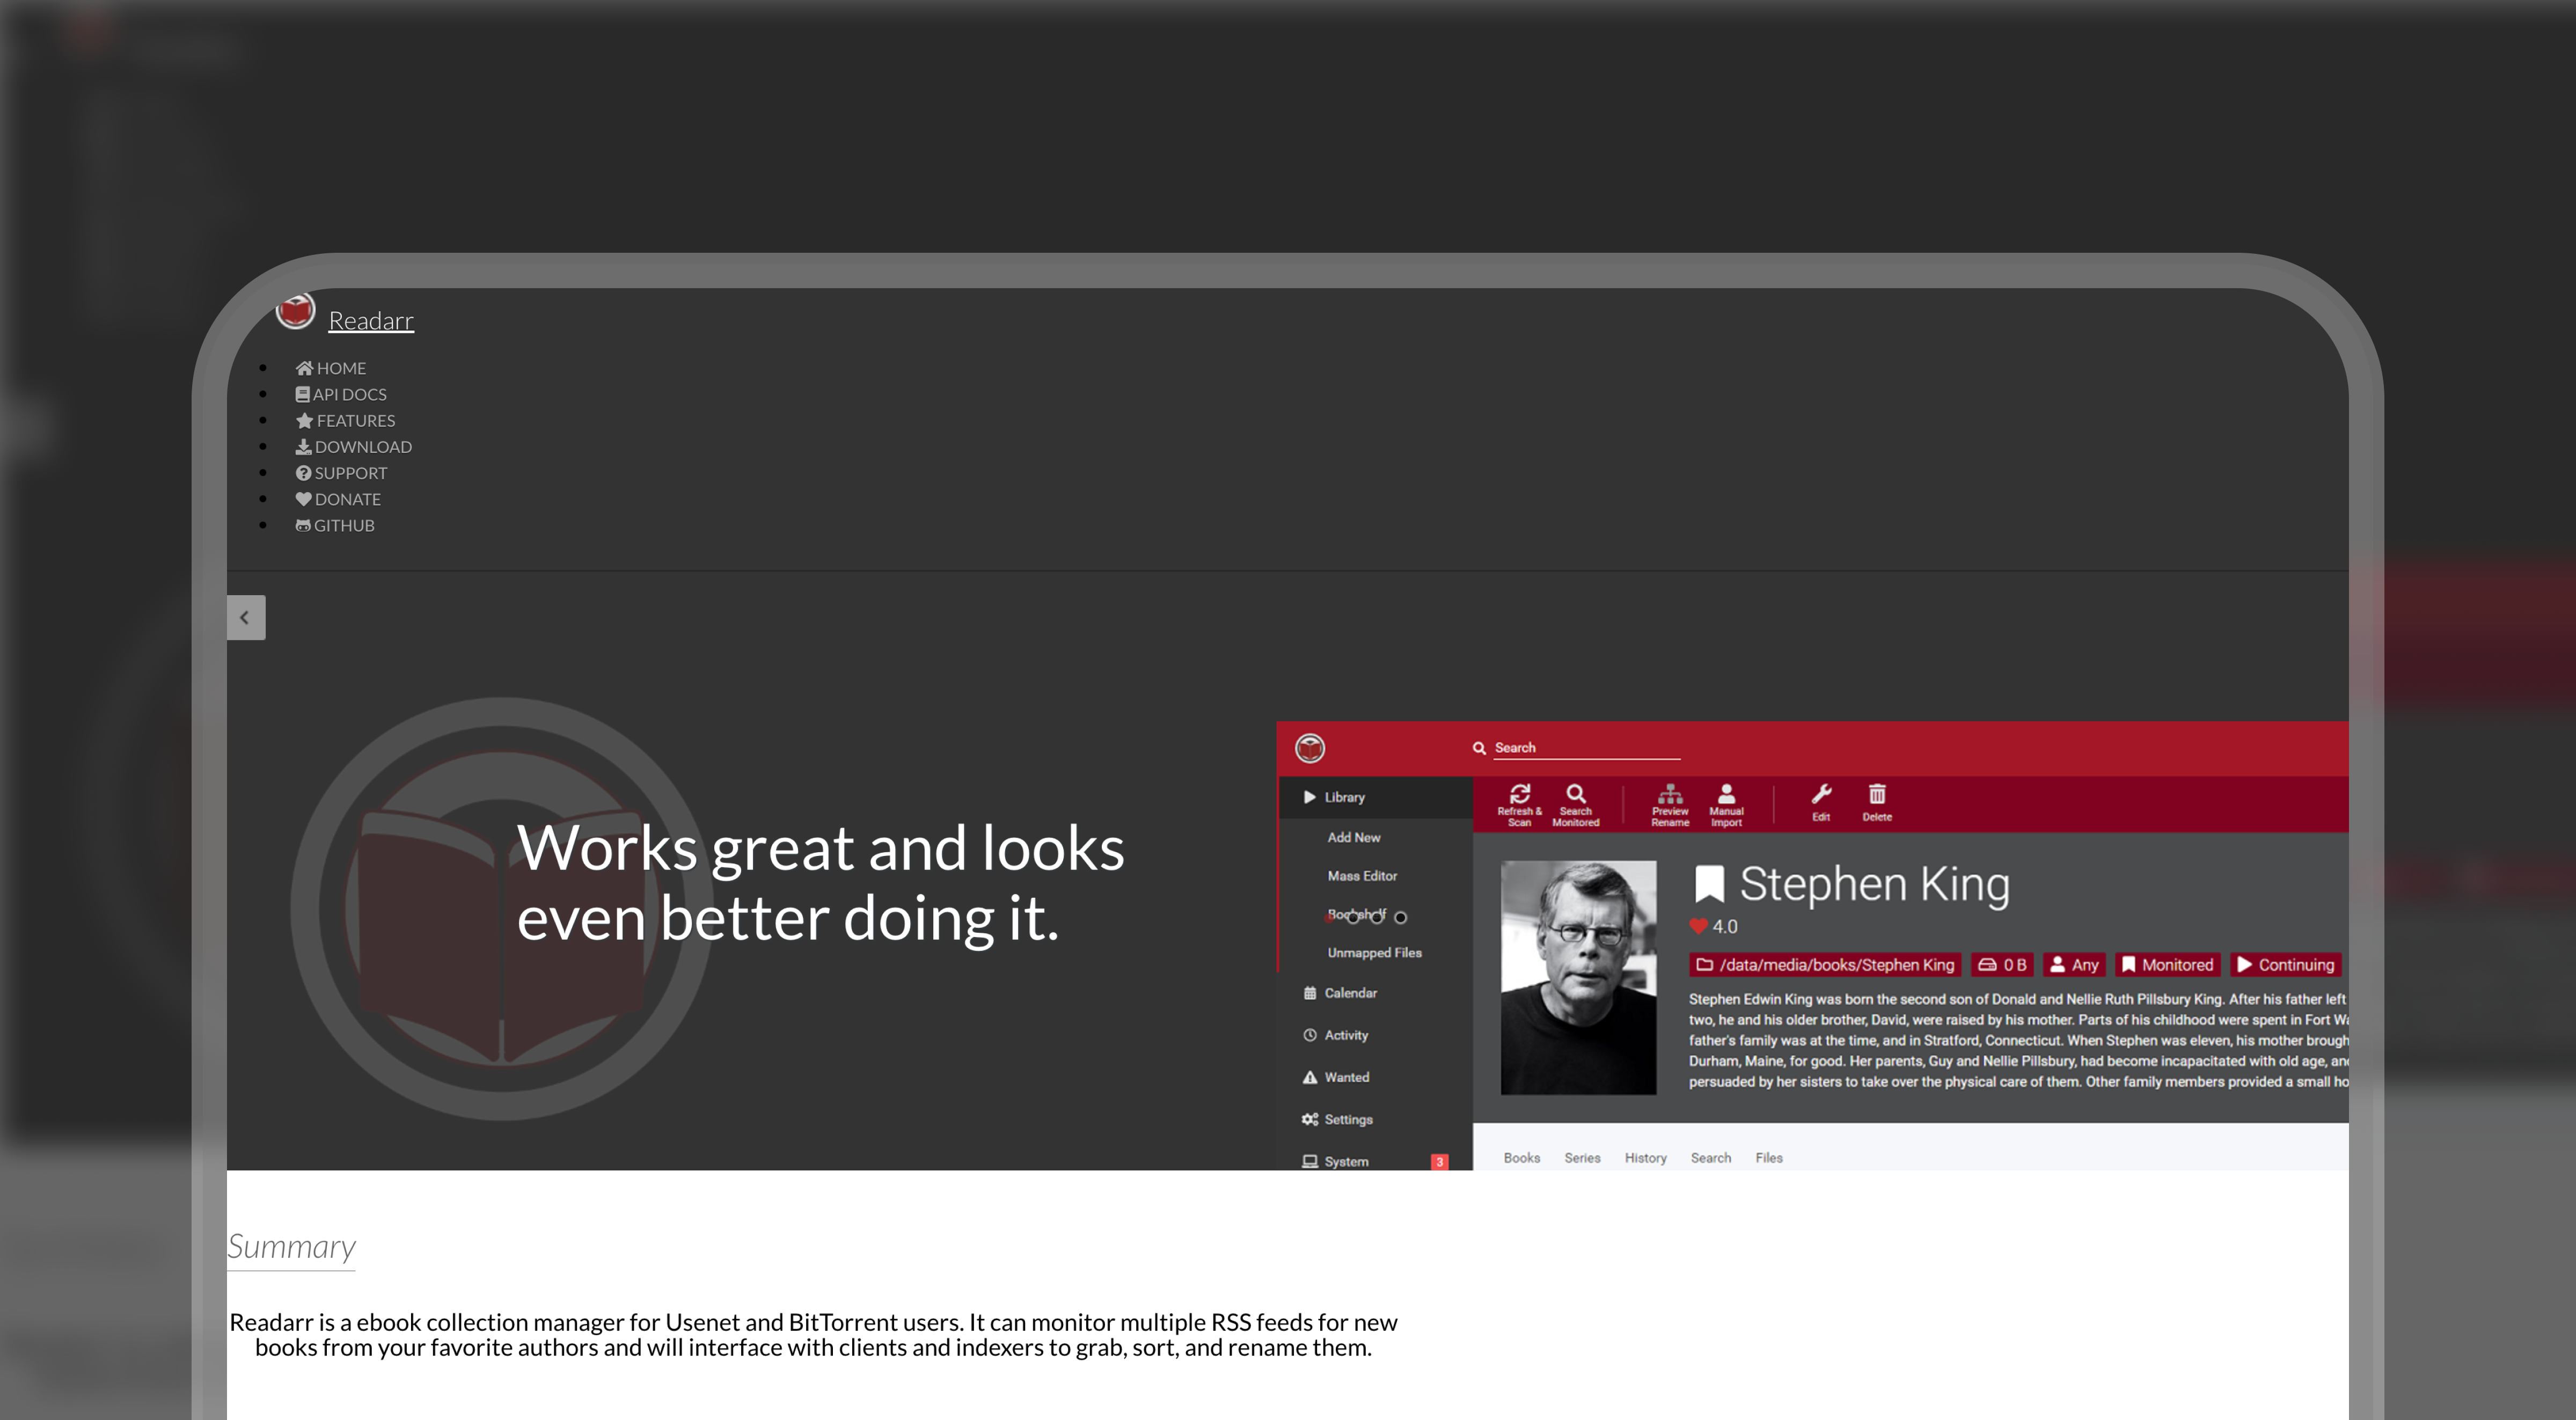 Readarr
HOME
API DOCS
FEATURES
DOWNLOAD
SUPPORT
DONATE
GITHUB
Works great and looks
even better doing it.
Search
Library
Add New
Mass Editor
Bookshelf
Unmapped Files
Calendar
Activity
Wanted
Settings
System
3
Refresh &
Scan
Search
Monitored
Preview
Rename
Manual
Import
Edit
Delete
Stephen King
4.0
/data/media/books/Stephen King
0 B
Any
Monitored
Continuing
Stephen Edwin King was born the second son of Donald and Nellie Ruth Pillsbury King. After his father left
two, he and his older brother, David, were raised by his mother. Parts of his childhood were spent in Fort
father's family was at the time, and in Stratford, Connecticut. When Stephen was eleven, his mother brough
Durham, Maine, for good. Her parents, Guy and Nellie Pillsbury, had become incapacitated with old age,
persuaded by her sisters to take over the physical care of them. Other family members provided a small
Books Series History Search Files
Summary
Readarr is a ebook collection manager for Usenet and BitTorrent users. It can monitor multiple RSS feeds for new
books from your favorite authors and will interface with clients and indexers to grab, sort, and rename them.